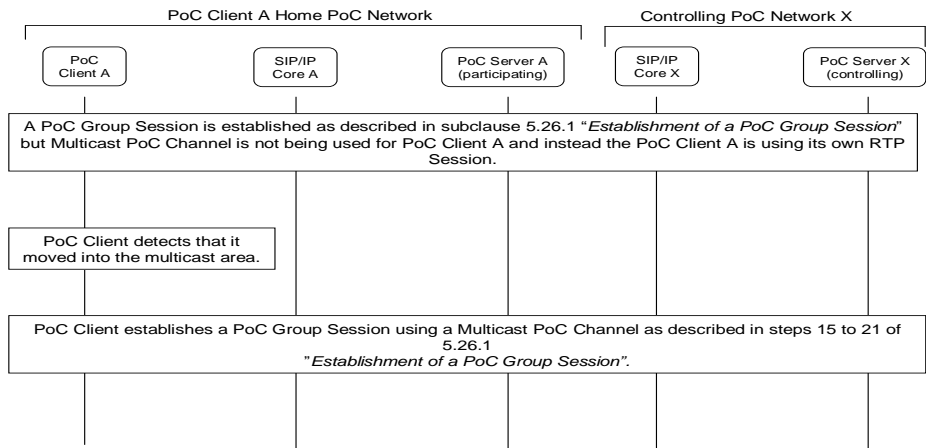 PoC Client A Home PoC Network
Controlling PoC Network X
PoC
Client A
SIP/IP
Core A
PoC Server A
(participating)
SIP/IP
Core X
PoC Server X
(controlling)
A PoC Group Session is established as described in subclause 5.26.1 “Establishment of a PoC Group Session”
but Multicast PoC Channel is not being used for PoC Client A and instead the PoC Client A is using its own RTP
Session.
PoC Client detects that it
moved into the multicast area.
PoC Client establishes a PoC Group Session using a Multicast PoC Channel as described in steps 15 to 21 of
5.26.1
”Establishment of a PoC Group Session”.